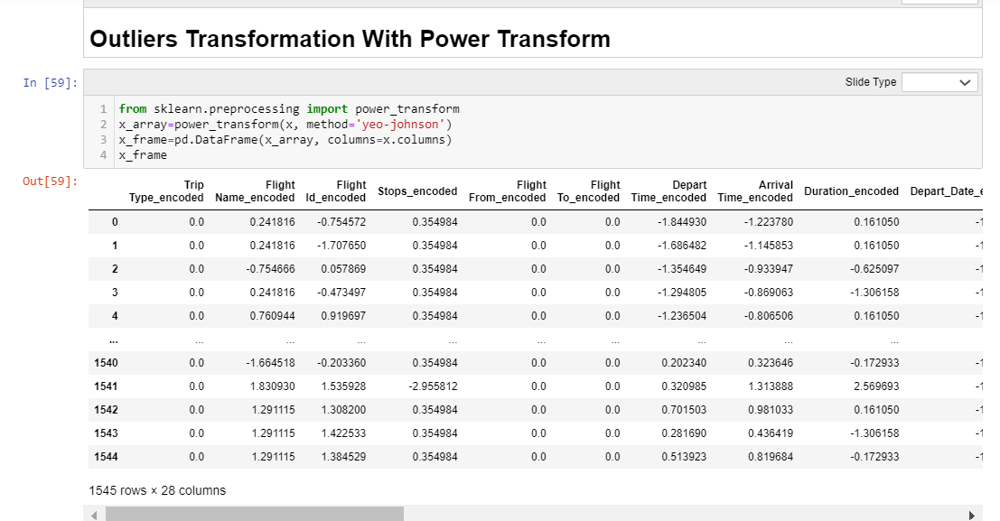 Outliers Transformation With Power Transform
In [59]:
Slide Type
1 from sklearn.preprocessing import power_transform
2 x_array=power_transform(x, method='yeo-johnson')
3 x_frame=pd.DataFrame(x_array, columns=x.columns)
4 x_frame
Out[59]:
Trip Flight Flight Flight Flight Depart Arrival
Type_encoded Name_encoded Id_encoded Stops_encoded From_encoded To_encoded Time_encoded Time_encoded Duration_encoded Depart_Date_e
0 0.0 0.241816 -0.754572 0.354984 0.0 0.0 -1.844930 -1.223780 0.161050 -1
1 0.0 0.241816 -1.707650 0.354984 0.0 0.0 -1.686482 -1.145853 0.161050 -1
2 0.0 -0.754666 0.057869 0.354984 0.0 0.0 -1.354649 -0.933947 -0.625097 -1
3 0.0 0.241816 -0.473497 0.354984 0.0 0.0 -1.294805 -0.869063 -1.306158 -1
4 0.0 0.760944 0.919697 0.354984 0.0 0.0 -1.236504 -0.806506 0.161050 -1
... ... ... ... ... ... ... ... ... ...
1540 0.0 -1.664518 -0.203360 0.354984 0.0 0.0 0.202340 0.323646 -0.172933 -1
1541 0.0 1.830930 1.535928 -2.955812 0.0 0.0 0.320985 1.313888 2.569693 -1
1542 0.0 1.291115 1.308200 0.354984 0.0 0.0 0.701503 0.981033 0.161050 -1
1543 0.0 1.291115 1.422533 0.354984 0.0 0.0 0.281690 0.436419 -1.306158 -1
1544 0.0 1.291115 1.384529 0.354984 0.0 0.0 0.513923 0.819684 -0.172933 -1
1545 rows × 28 columns